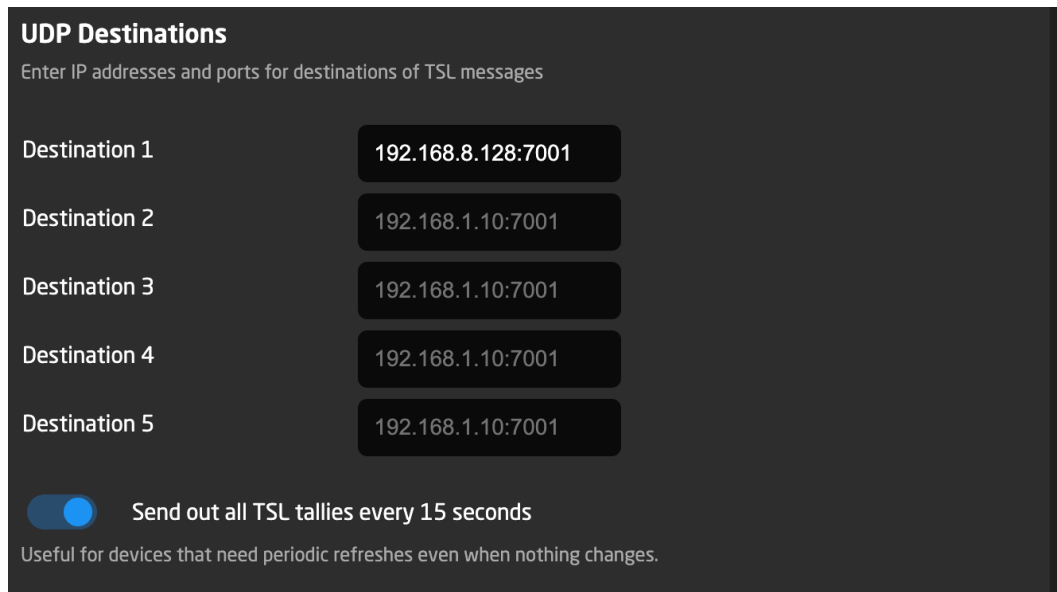 UDP Destinations
Enter IP addresses and ports for destinations of TSL messages
Destination 1 192.168.8.128:7001
Destination 2 192.168.1.10:7001
Destination 3 192.168.1.10:7001
Destination 4 192.168.1.10:7001
Destination 5 192.168.1.10:7001
Send out all TSL tallies every 15 seconds
Useful for devices that need periodic refreshes even when nothing changes.